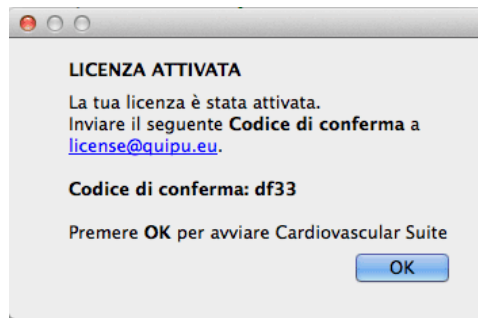 LICENZA ATTIVATA
La tua licenza è stata attivata.
Inviare il seguente Codice di conferma a
license@quipu.eu.
Codice di conferma: df33
Premere OK per avviare Cardiovascular Suite
OK